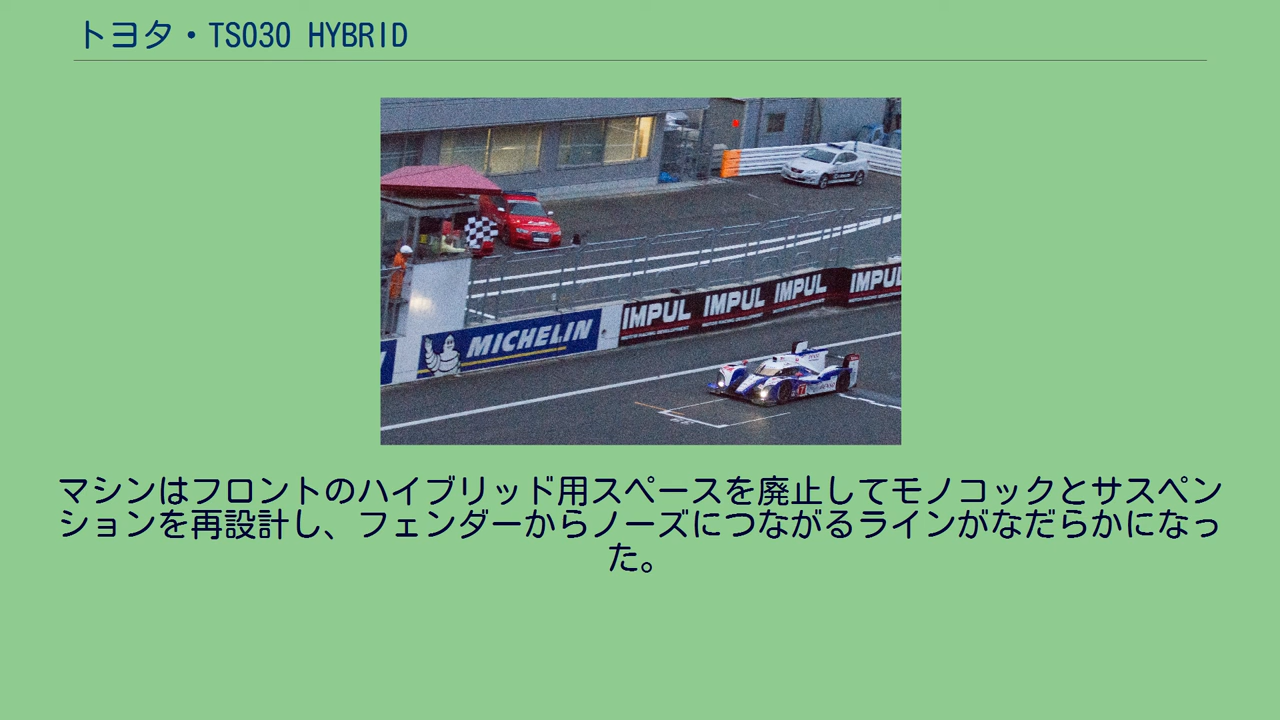 トヨタ・TS030 HYBRID
MICHELIN
IMPUL IMPUL IMPUL IMPUL
MOTOR RACING DEVELOPMENT
7
マシンはフロントのハイブリッド用スペースを廃止してモノコックとサスペン
ションを再設計し、フェンダーからノーズにつながるラインがなだらかになっ
た。